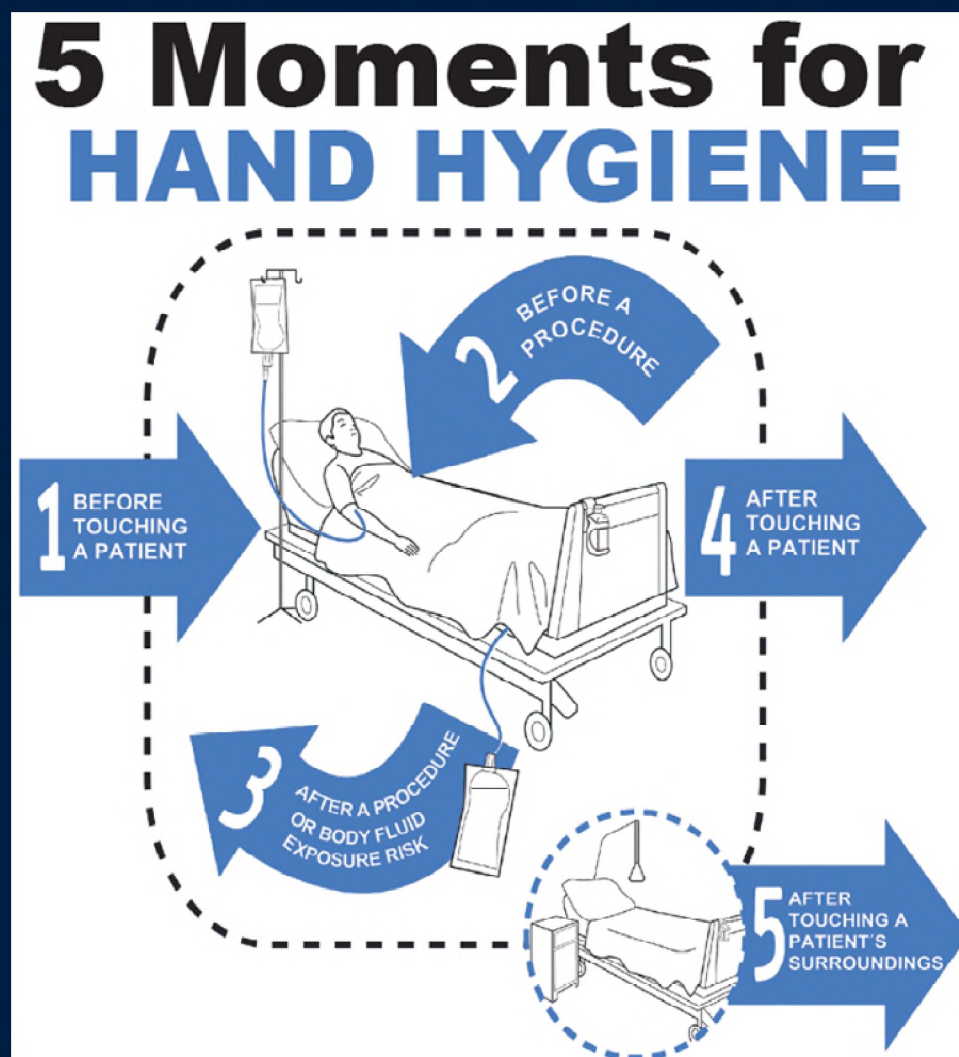 5 Moments for
HAND HYGIENE
1 BEFORE
TOUCHING
A PATIENT
2 BEFORE A
PROCEDURE
3 AFTER A PROCEDURE
OR BODY FLUID
EXPOSURE RISK
4 AFTER
TOUCHING
A PATIENT
5 AFTER
TOUCHING A
PATIENT'S
SURROUNDINGS